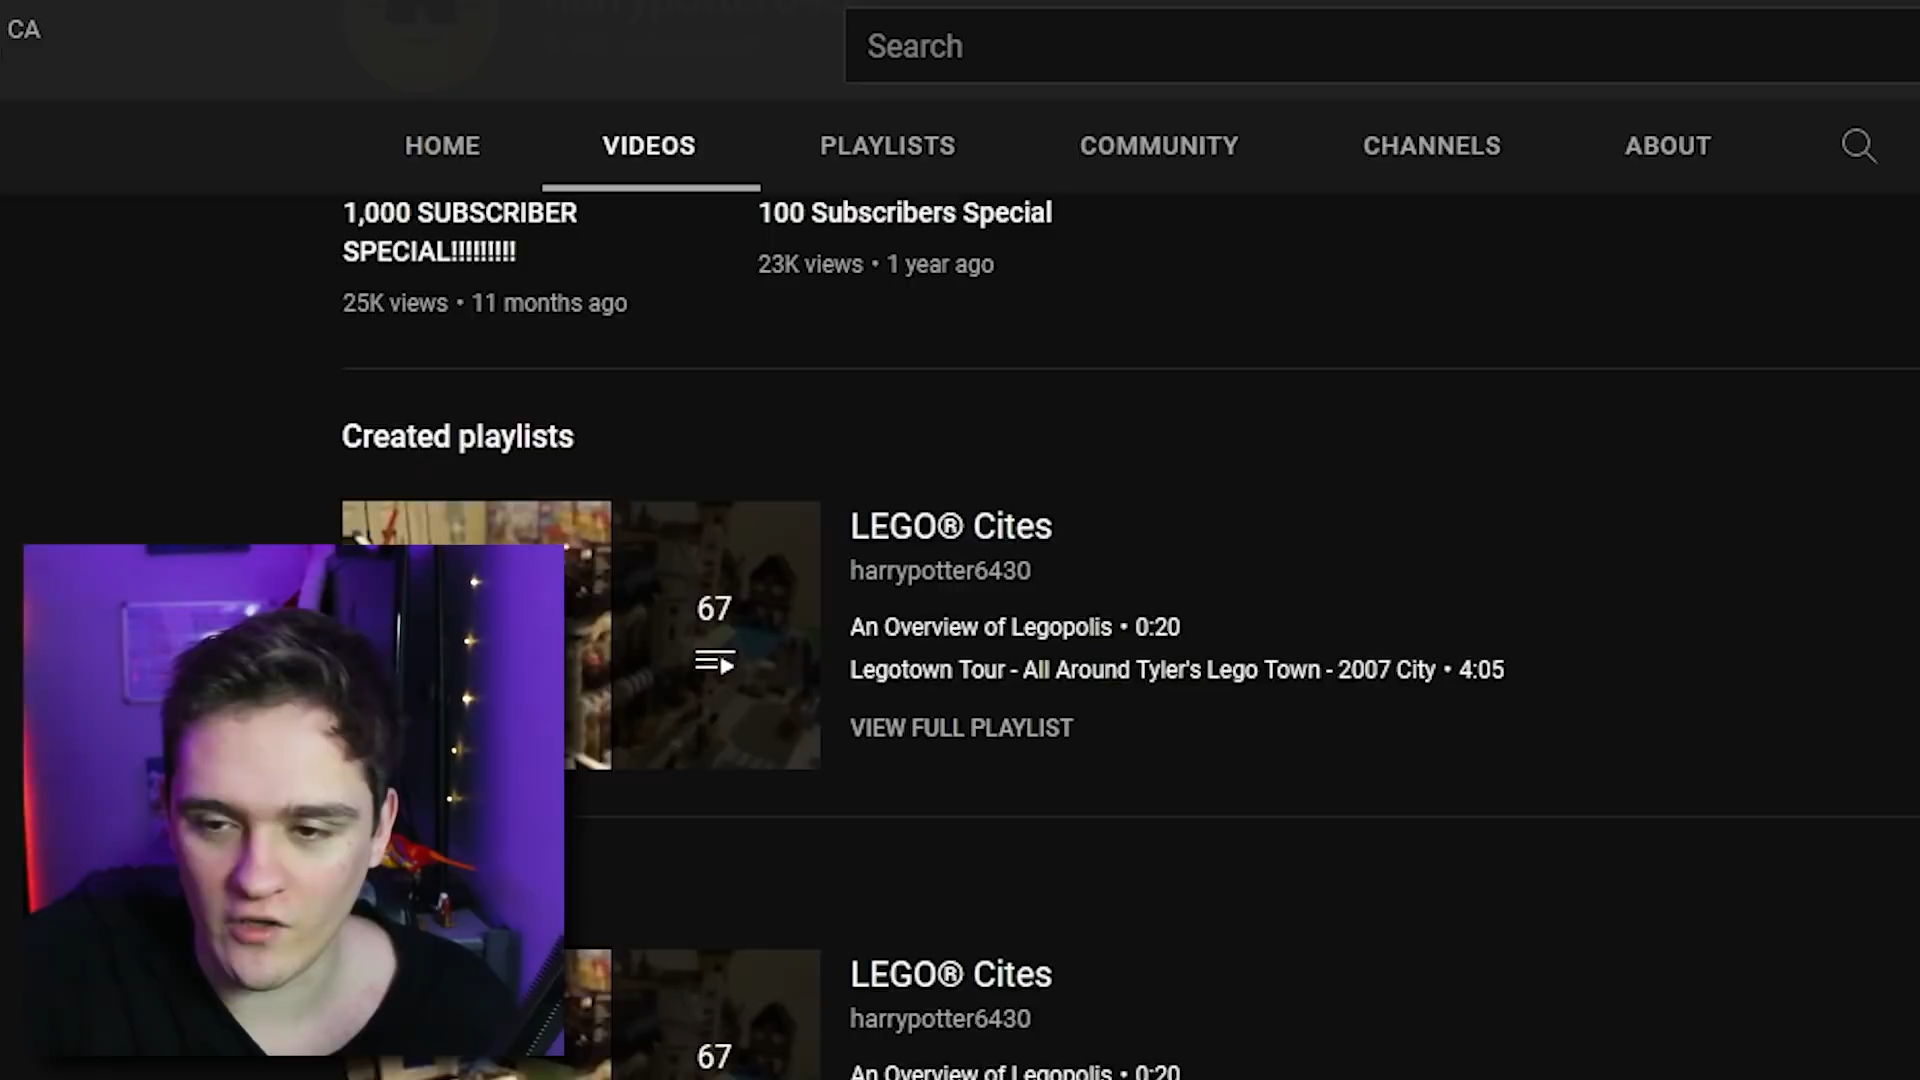 CA
Search
HOME
VIDEOS
PLAYLISTS
COMMUNITY
CHANNELS
ABOUT
1,000 SUBSCRIBER
SPECIAL!!!!!!!!!
25K views • 11 months ago
100 Subscribers Special
23K views • 1 year ago
Created playlists
67
LEGO® Cites
harrypotter6430
An Overview of Legopolis • 0:20
Legotown Tour - All Around Tyler's Lego Town - 2007 City • 4:05
VIEW FULL PLAYLIST
67
LEGO® Cites
harrypotter6430
An Overview of Legopolis • 0:20